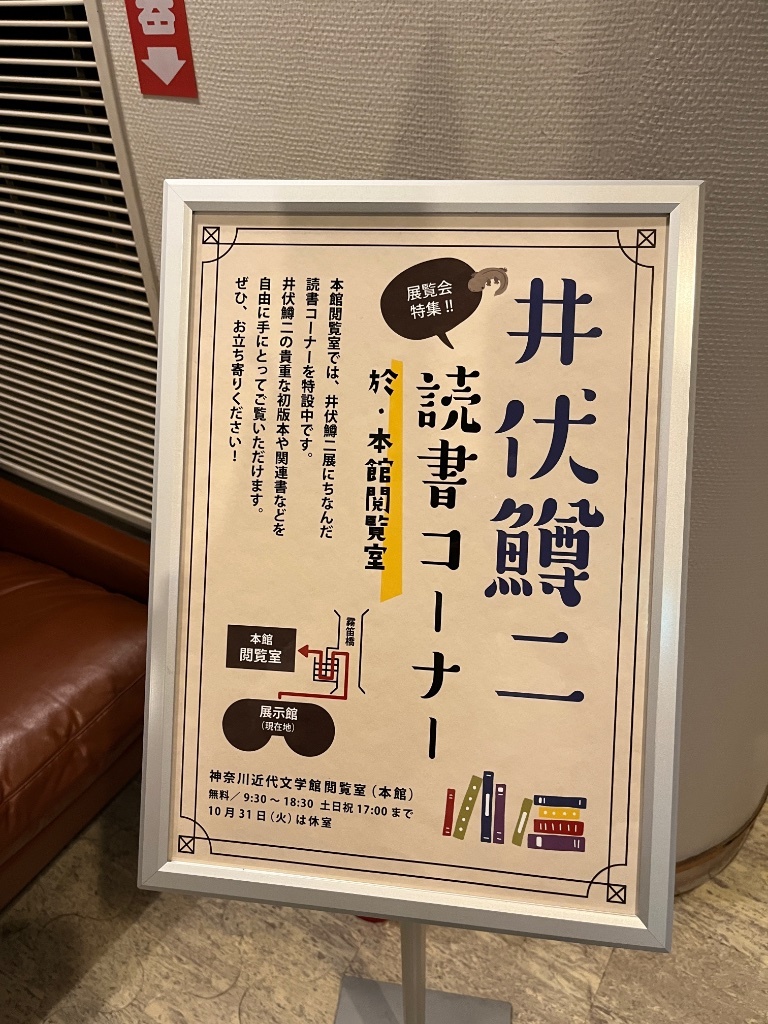 井伏鱒二
読書コーナー
展覧会
特集!!
於・本館閲覧室
本館閲覧室では、井伏鱒二展にちなんだ
読書コーナーを特設中です。
井伏鱒二の貴重な初版本や関連書などを
自由に手にとってご覧いただけます。
ぜひ、お立ち寄りください！
霧笛橋
本館
閲覧室
展示館
（現在地）
神奈川近代文学館閲覧室（本館）
無料／9:30～18:30 土日祝17:00まで
10月31日（火）は休室